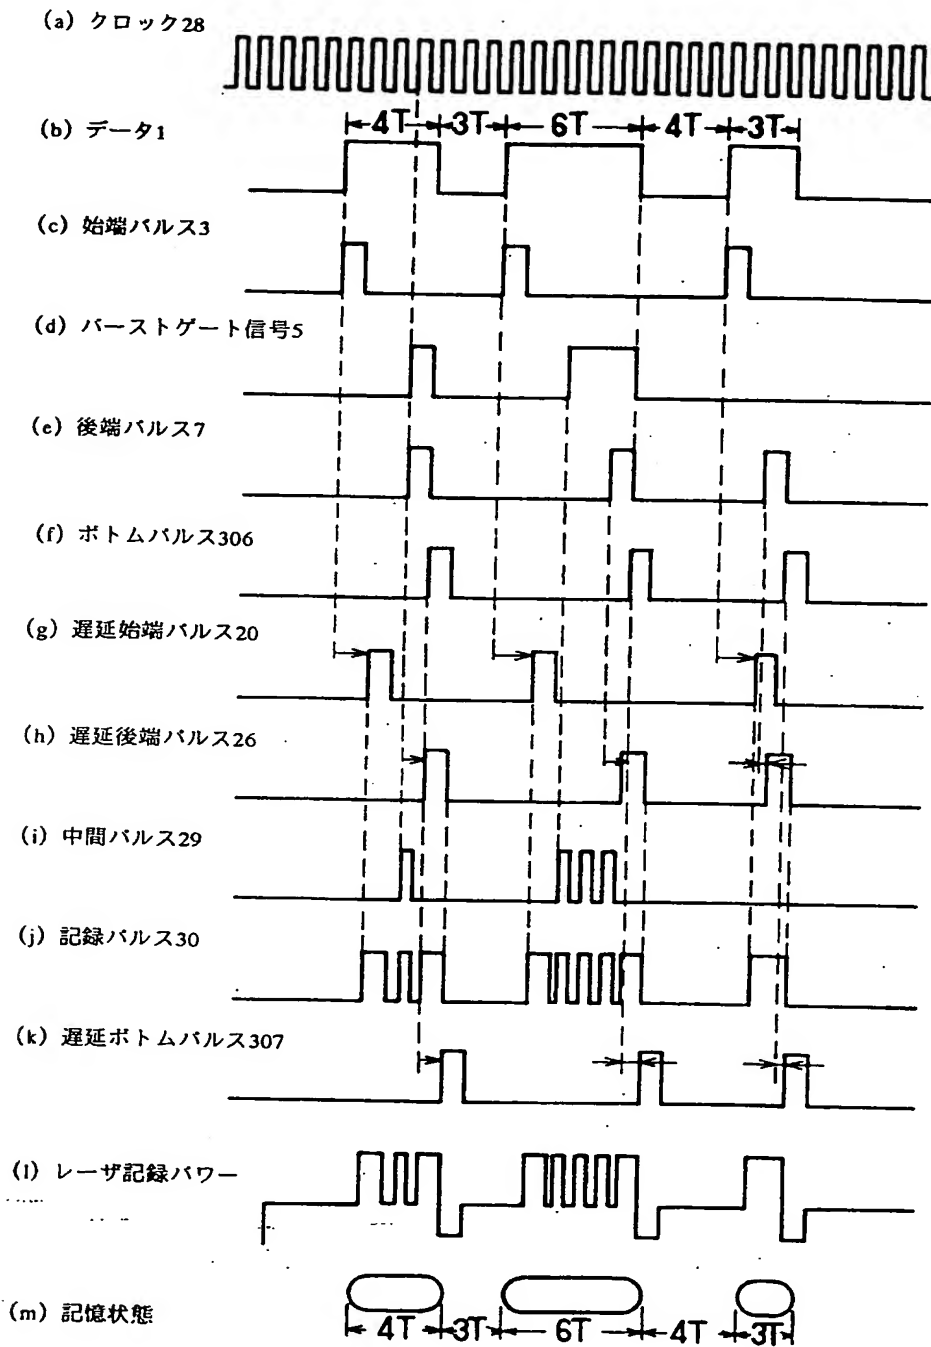 (a) クロック28
(b) データ1
4T 3T 6T 4T 3T
(c) 始端パルス3
(d) バーストゲート信号5
(e) 後端パルス7
(f) ボトムパルス306
(g) 遅延始端パルス20
(h) 遅延後端パルス26
(i) 中間パルス29
(j) 記録パルス30
(k) 遅延ボトムパルス307
(l) レーザ記録パワー
(m) 記憶状態
4T 3T 6T 4T 3T